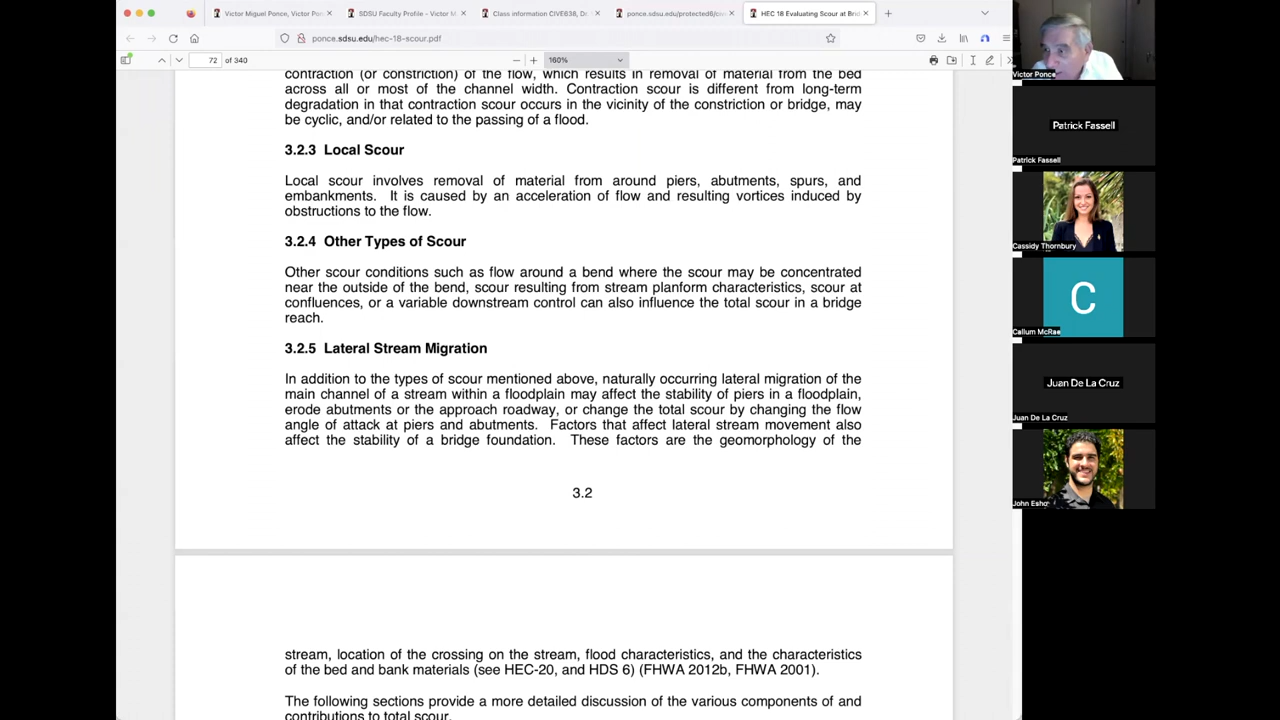 Victor Miguel Ponce, Victor Poi
SDSU Faculty Profile – Victor M
Class information CIVE638, Dr.
ponce.sdsu.edu/protected6/civ
HEC 18 Evaluating Scour at Bri
ponce.sdsu.edu/hec-18-scour.pdf
72 of 340
160%
contraction (or constriction) of the flow, which results in removal of material from the bed
across all or most of the channel width. Contraction scour is different from long-term
degradation in that contraction scour occurs in the vicinity of the constriction or bridge, may
be cyclic, and/or related to the passing of a flood.
3.2.3 Local Scour
Local scour involves removal of material from around piers, abutments, spurs, and
embankments. It is caused by an acceleration of flow and resulting vortices induced by
obstructions to the flow.
3.2.4 Other Types of Scour
Other scour conditions such as flow around a bend where the scour may be concentrated
near the outside of the bend, scour resulting from stream planform characteristics, scour at
confluences, or a variable downstream control can also influence the total scour in a bridge
reach.
3.2.5 Lateral Stream Migration
In addition to the types of scour mentioned above, naturally occurring lateral migration of the
main channel of a stream within a floodplain may affect the stability of piers in a floodplain,
erode abutments or the approach roadway, or change the total scour by changing the flow
angle of attack at piers and abutments. Factors that affect lateral stream movement also
affect the stability of a bridge foundation. These factors are the geomorphology of the
3.2
stream, location of the crossing on the stream, flood characteristics, and the characteristics
of the bed and bank materials (see HEC-20, and HDS 6) (FHWA 2012b, FHWA 2001).
The following sections provide a more detailed discussion of the various components of and
contributions to total scour.
Victor Ponce
Patrick Fassell
Patrick Fassell
Cassidy Thornbury
C
Callum McRae
Juan De La Cruz
Juan De La Cruz
John Esho